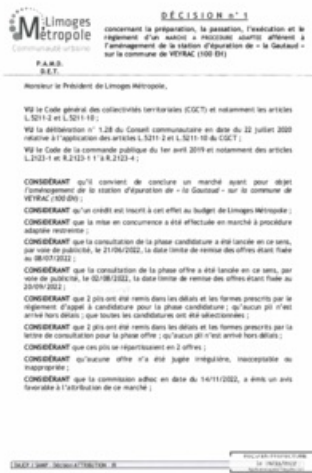 Limoges
Métropole
Communauté urbaine
P.A.M.D.
D.E.T.
DÉCISION n° 1
concernant la préparation, la passation, l'exécution et le
règlement d'un MARCHÉ A PROCEDURE ADAPTEE afférent à
l'aménagement de la station d'épuration de « la Gautaud »
sur la commune de VEYRAC (100 EH)
Monsieur le Président de Limoges Métropole,
VU le Code général des collectivités territoriales (CGCT) et notamment les articles
L.5211-2 et L.5211-10 ;
VU la délibération n° 1.28 du Conseil communautaire en date du 22 juillet 2020
relative à l'application des articles L.5211-2 et L.5211-10 du CGCT ;
VU le Code de la commande publique du 1er avril 2019 et notamment des articles
L.2123-1 et R.2123-1 1° à R.2123-4 ;
CONSIDÉRANT qu'il convient de conclure un marché ayant pour objet
l'aménagement de la station d'épuration de « la Gautaud » sur la commune de
VEYRAC (100 EH) ;
CONSIDÉRANT qu'un crédit est inscrit à cet effet au budget de Limoges Métropole ;
CONSIDÉRANT que la mise en concurrence a été effectuée en marché à procédure
adaptée restreinte ;
CONSIDÉRANT que la consultation de la phase candidature a été lancée en ce sens,
par voie de publicité, le 21/06/2022, la date limite de remise des offres étant fixée
au 08/07/2022 ;
CONSIDÉRANT que la consultation de la phase offre a été lancée en ce sens, par
voie de publicité, le 02/08/2022, la date limite de remise des offres étant fixée au
20/09/2022 ;
CONSIDÉRANT que 2 plis ont été remis dans les délais et les formes prescrits par le
règlement d'appel à candidature pour la phase candidature ; qu'aucun pli n'est
arrivé hors délais ; que toutes les candidatures ont été sélectionnées ;
CONSIDÉRANT que 2 plis ont été remis dans les délais et les formes prescrits par la
lettre de consultation pour la phase offre ; qu'aucun pli n'est arrivé hors délais ;
CONSIDÉRANT que ces plis se répartissaient en 2 offres ;
CONSIDÉRANT qu'aucune offre n'a été jugée irrégulière, inacceptable ou
inappropriée ;
CONSIDÉRANT que la commission adhoc en date du 14/11/2022, a émis un avis
favorable à l'attribution de ce marché ;
Décision ATTRIBUTION